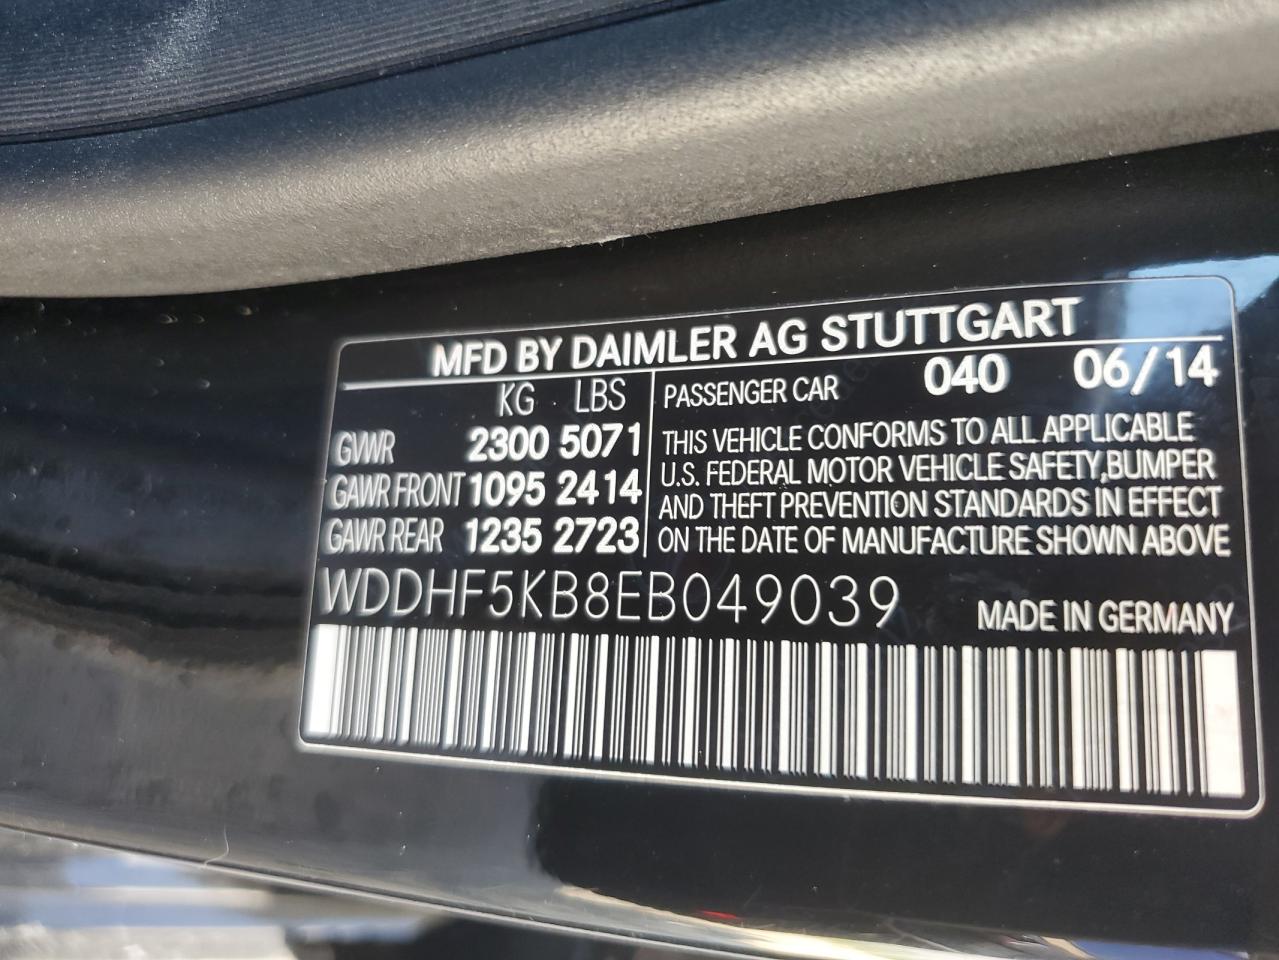 MFD BY DAIMLER AG STUTTGART
KG LBS
PASSENGER CAR 040 06/14
GVWR 2300 5071
GAWR FRONT 1095 2414
GAWR REAR 1235 2723
THIS VEHICLE CONFORMS TO ALL APPLICABLE
U.S. FEDERAL MOTOR VEHICLE SAFETY,BUMPER
AND THEFT PREVENTION STANDARDS IN EFFECT
ON THE DATE OF MANUFACTURE SHOWN ABOVE
WDDHF5KB8EB049039
MADE IN GERMANY